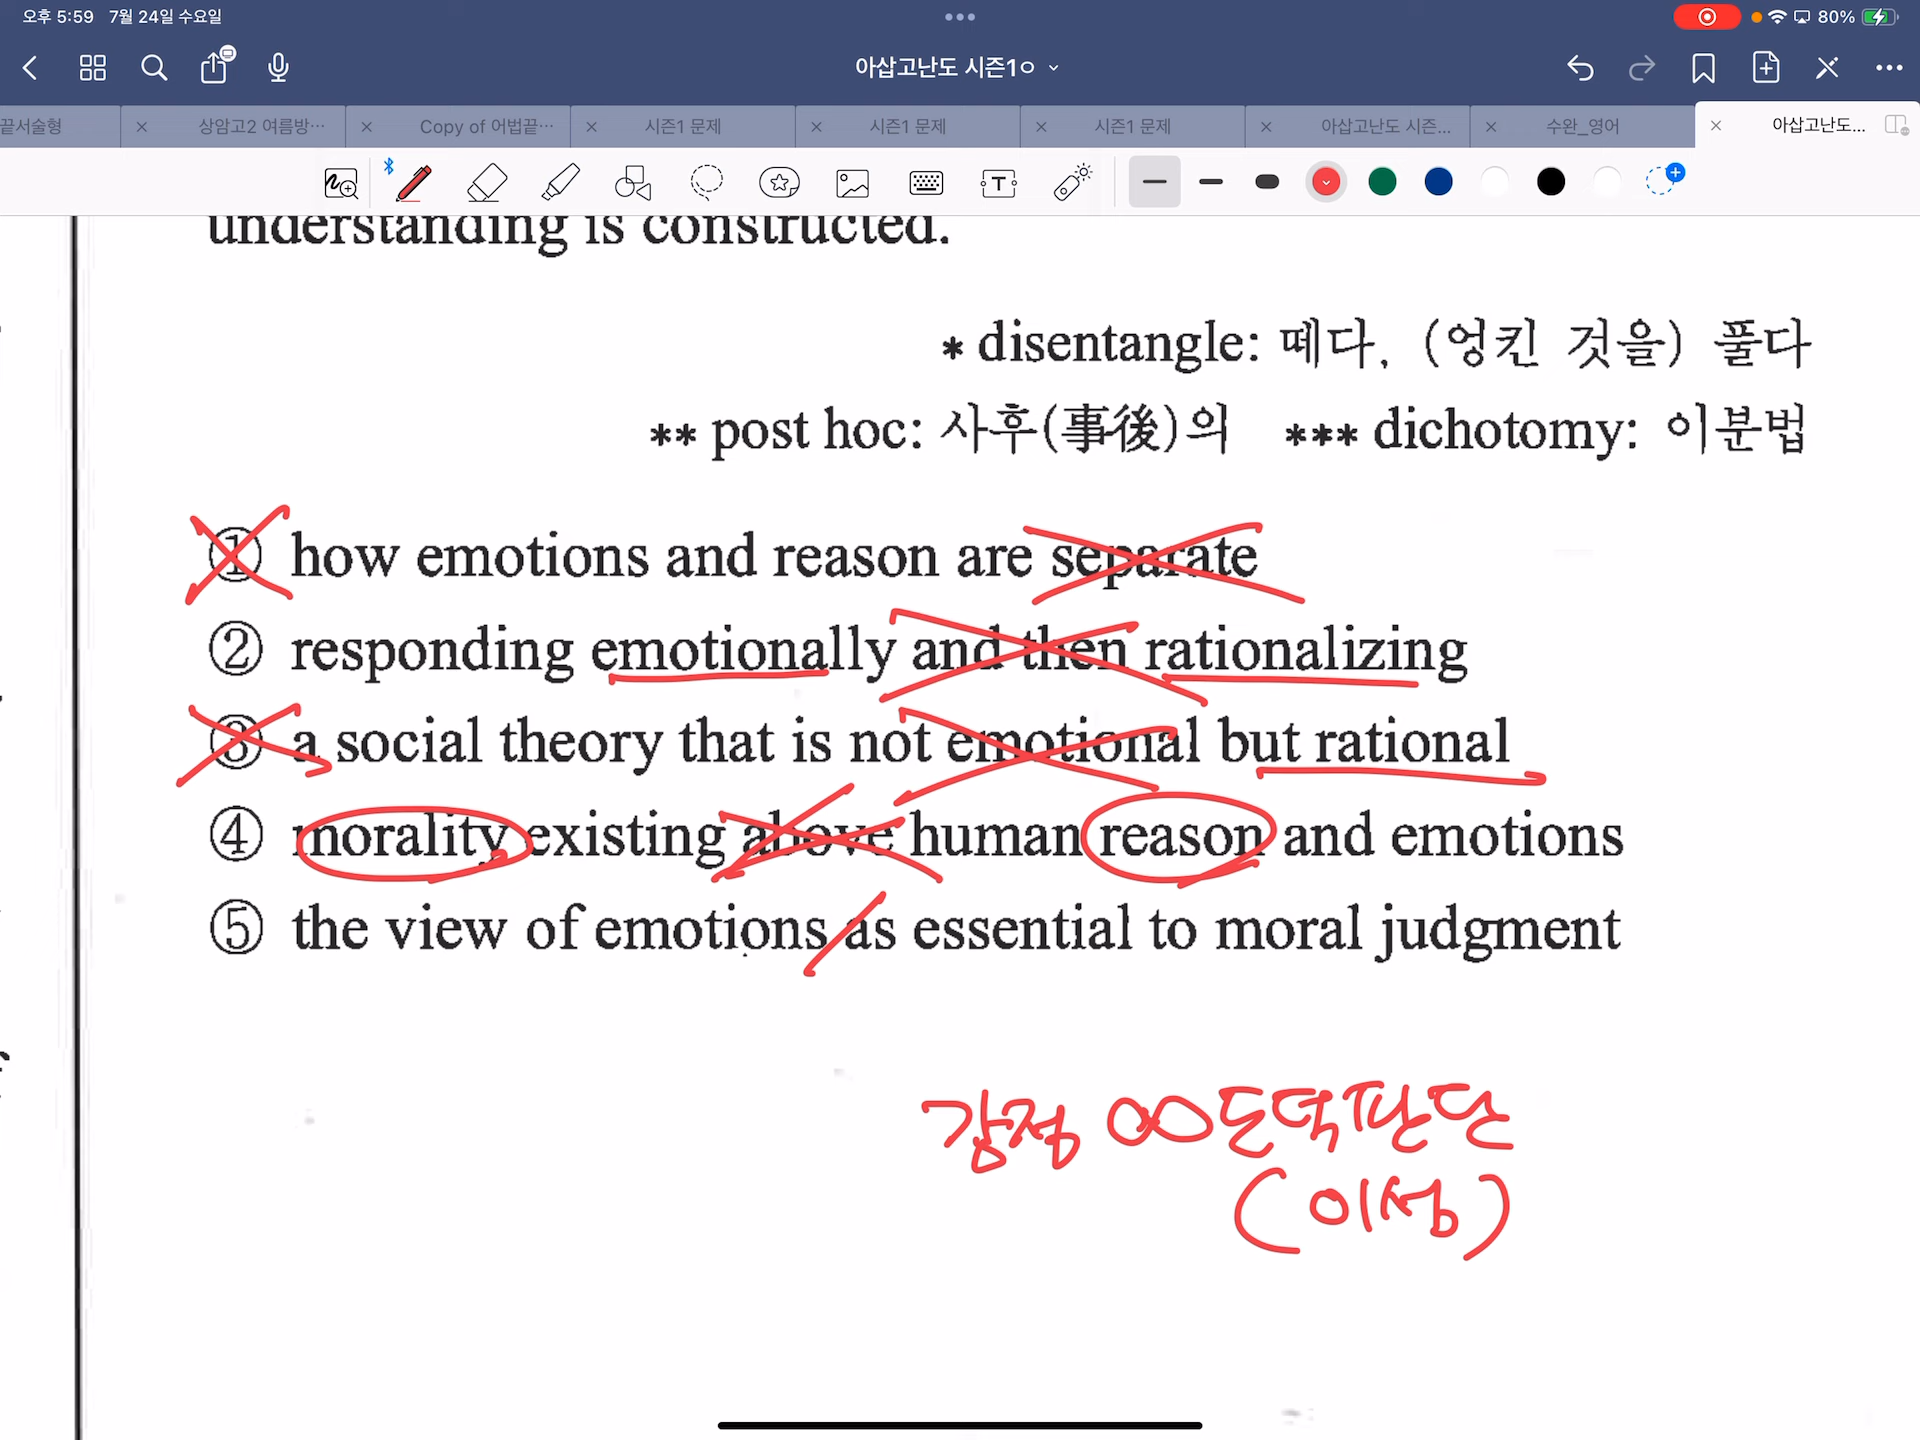 오후 5:59 7월 24일 수요일
80%
아삽고난도 시즌1ㅇ
끝서술형
상암고2 여름방…
Copy of 어법끝…
시즌1 문제
시즌1 문제
시즌1 문제
아삽고난도 시즌...
수완_영어
아삽고난도...
understanding is constructed.
* disentangle: 떼다, (엉킨 것을) 풀다
** post hoc: 사후(事後)의 *** dichotomy: 이분법
① how emotions and reason are separate
② responding emotionally and then rationalizing
③ a social theory that is not emotional but rational
④ morality existing above human reason and emotions
⑤ the view of emotions as essential to moral judgment
감정 ∞ 도덕판단
(이성)